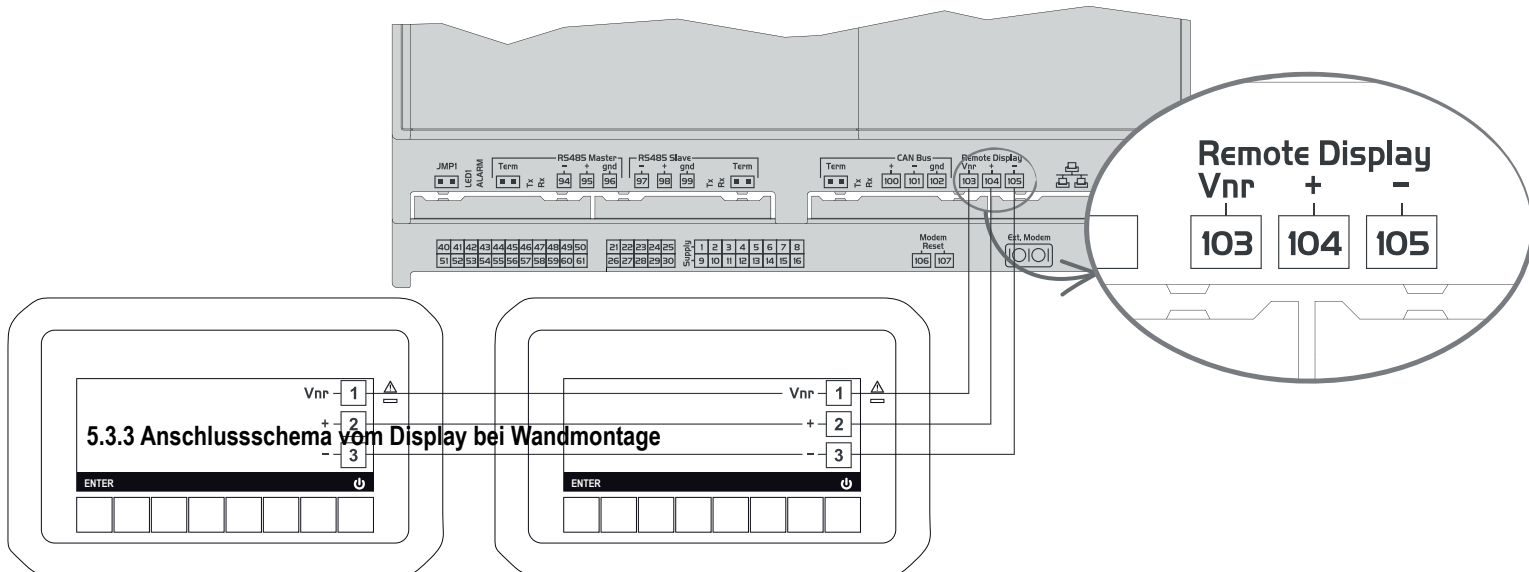 RS485 Master RS485 Slave CAN Bus Remote Display
JMP1 LED1 ALARM Term Tx Rx - + gnd - + gnd Tx Rx Term Term Tx Rx + - gnd Vnr + -
94 95 96 97 98 99 100 101 102 103 104 105
40 41 42 43 44 45 46 47 48 49 50 21 22 23 24 25 Supply 1 2 3 4 5 6 7 8
51 52 53 54 55 56 57 58 59 60 61 26 27 28 29 30 9 10 11 12 13 14 15 16
Modem
Reset
106 107
Ext. Modem
Remote Display
Vnr + -
103 104 105
Vnr 1
+ 2
- 3
5.3.3 Anschlussschema vom Display bei Wandmontage
ENTER
Vnr 1
+ 2
- 3
ENTER